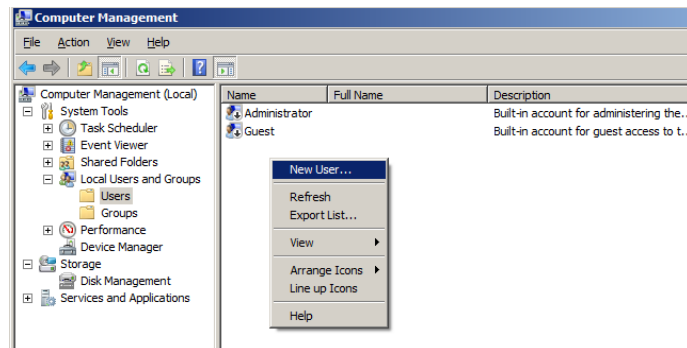 Computer Management
File Action View Help
Computer Management (Local)
System Tools
Task Scheduler
Event Viewer
Shared Folders
Local Users and Groups
Users
Groups
Performance
Device Manager
Storage
Disk Management
Services and Applications
Name Full Name Description
Administrator Built-in account for administering the...
Guest Built-in account for guest access to t...
New User...
Refresh
Export List...
View
Arrange Icons
Line up Icons
Help